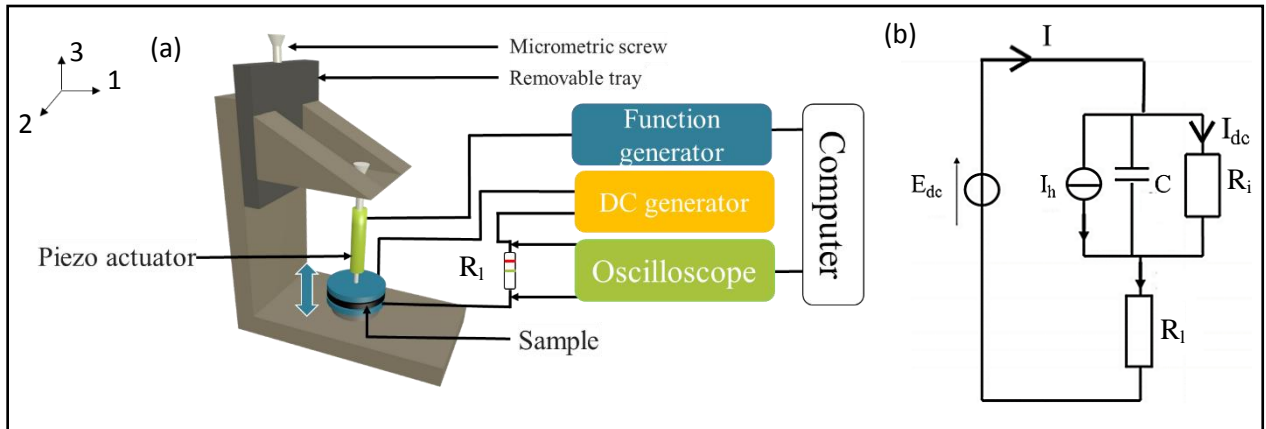 (a)
3
1
2
Micrometric screw
Removable tray
Function
generator
DC generator
Oscilloscope
Computer
Piezo actuator
Rl
Sample
(b)
I
Edc
Ih
C
Idc
Ri
Rl